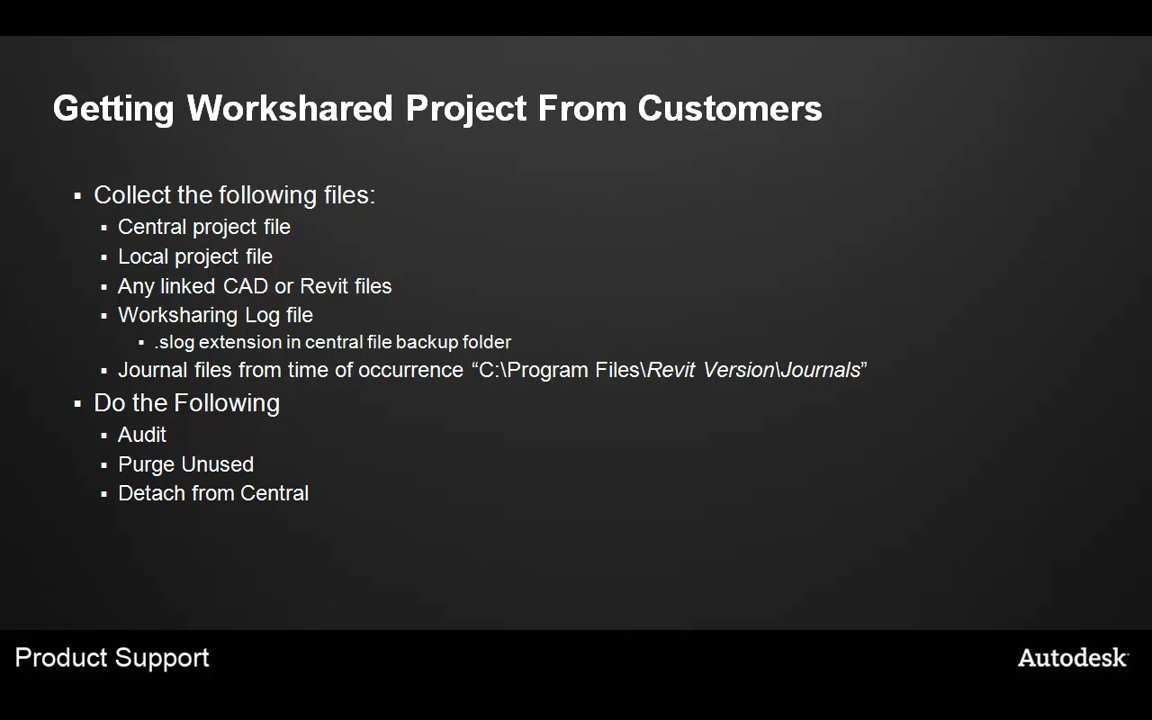 Getting Workshared Project From Customers
▪ Collect the following files:
▪ Central project file
▪ Local project file
▪ Any linked CAD or Revit files
▪ Worksharing Log file
▪ .slog extension in central file backup folder
▪ Journal files from time of occurrence “C:\Program Files\Revit Version\Journals”
▪ Do the Following
▪ Audit
▪ Purge Unused
▪ Detach from Central
Product Support
Autodesk